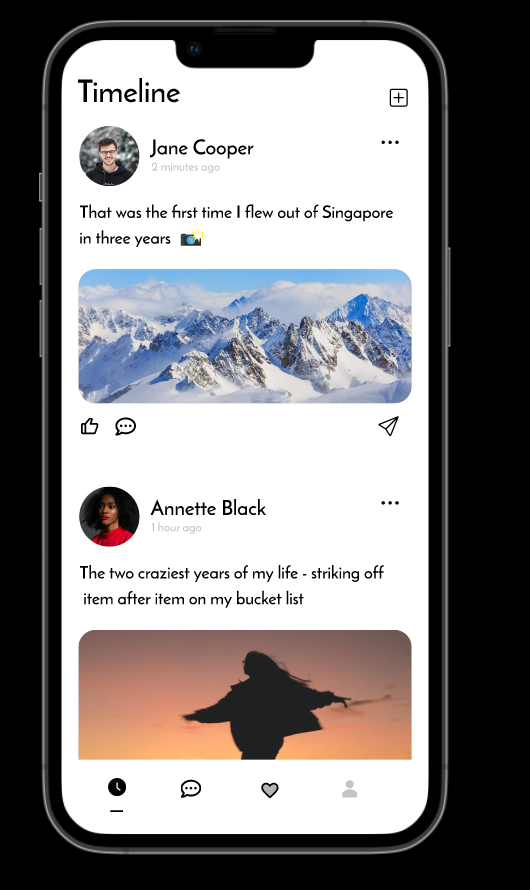 Timeline
Jane Cooper
2 minutes ago
That was the first time I flew out of Singapore
in three years 📸
Annette Black
1 hour ago
The two craziest years of my life - striking off
item after item on my bucket list